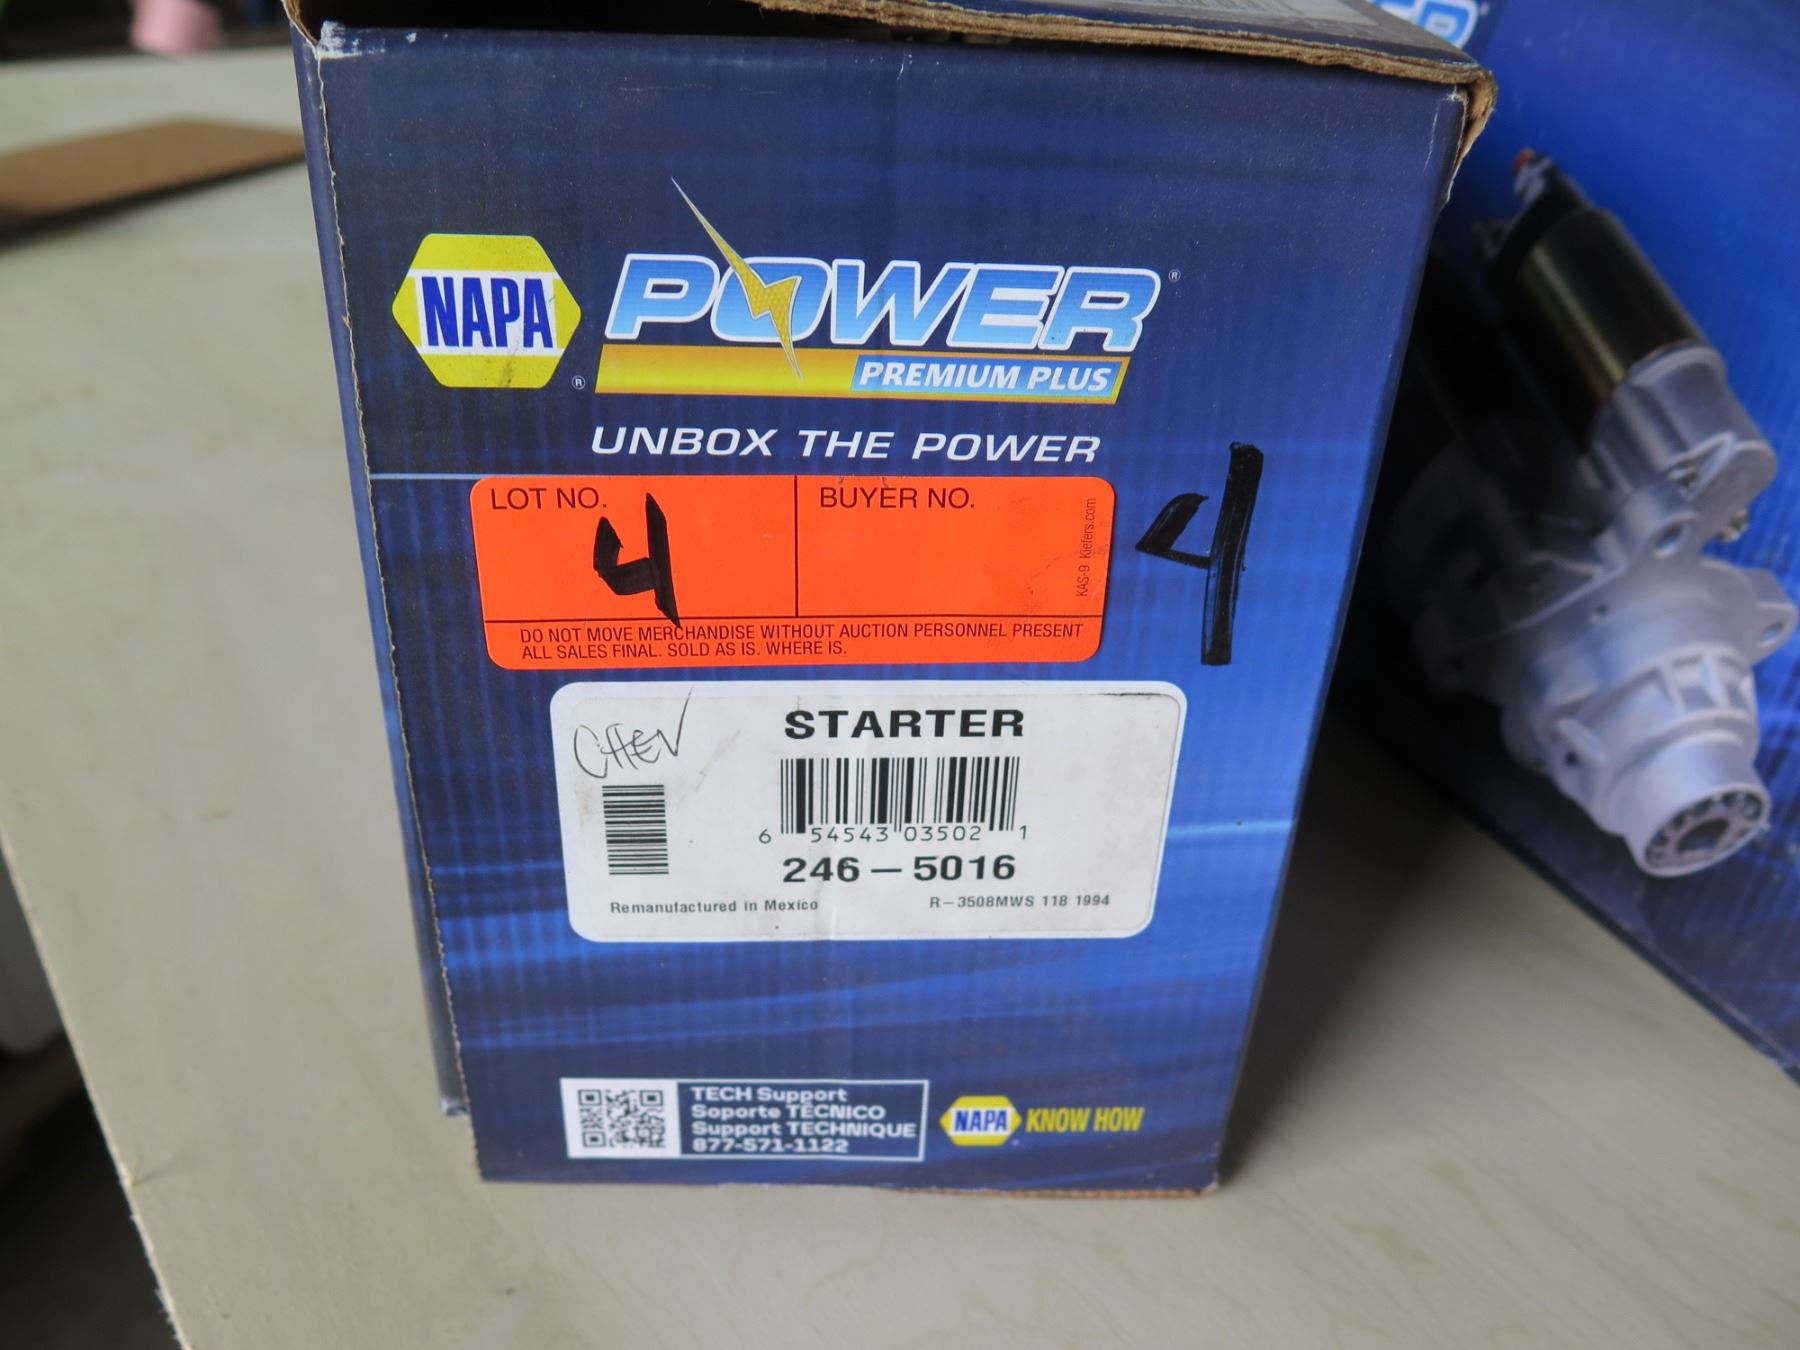 NAPA
®
POWER®
PREMIUM PLUS
UNBOX THE POWER
LOT NO. 4
BUYER NO.
KAS-9 Kiefers.com
DO NOT MOVE MERCHANDISE WITHOUT AUCTION PERSONNEL PRESENT
ALL SALES FINAL. SOLD AS IS. WHERE IS.
4
CHEV
STARTER
6 54543 03502 1
246-5016
Remanufactured in Mexico
R-3508MWS 118 1994
TECH Support
Soporte TÉCNICO
Support TECHNIQUE
877-571-1122
NAPA KNOW HOW